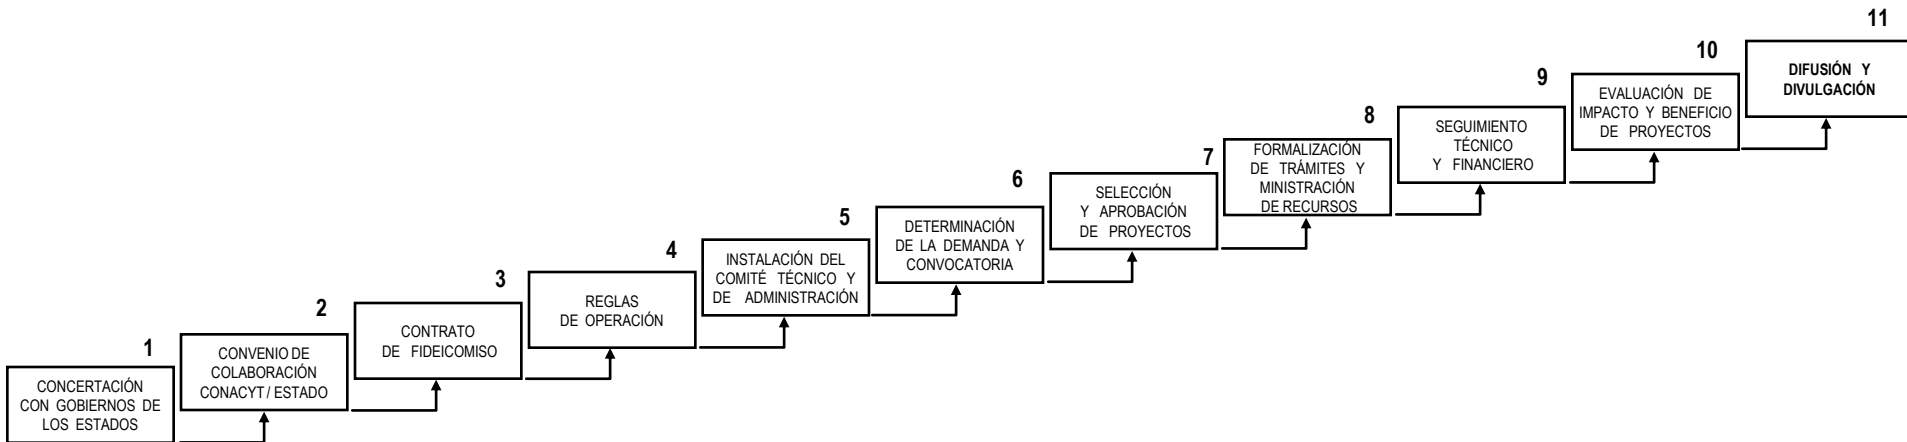 1
CONCERTACIÓN
CON GOBIERNOS DE
LOS ESTADOS
2
CONVENIO DE
COLABORACIÓN
CONACYT / ESTADO
3
CONTRATO
DE FIDEICOMISO
4
REGLAS
DE OPERACIÓN
5
INSTALACIÓN DEL
COMITÉ TÉCNICO Y
DE ADMINISTRACIÓN
6
DETERMINACIÓN
DE LA DEMANDA Y
CONVOCATORIA
7
SELECCIÓN
Y APROBACIÓN
DE PROYECTOS
8
FORMALIZACIÓN
DE TRÁMITES Y
MINISTRACIÓN
DE RECURSOS
9
SEGUIMIENTO
TÉCNICO
Y FINANCIERO
10
EVALUACIÓN DE
IMPACTO Y BENEFICIO
DE PROYECTOS
11
DIFUSIÓN Y
DIVULGACIÓN